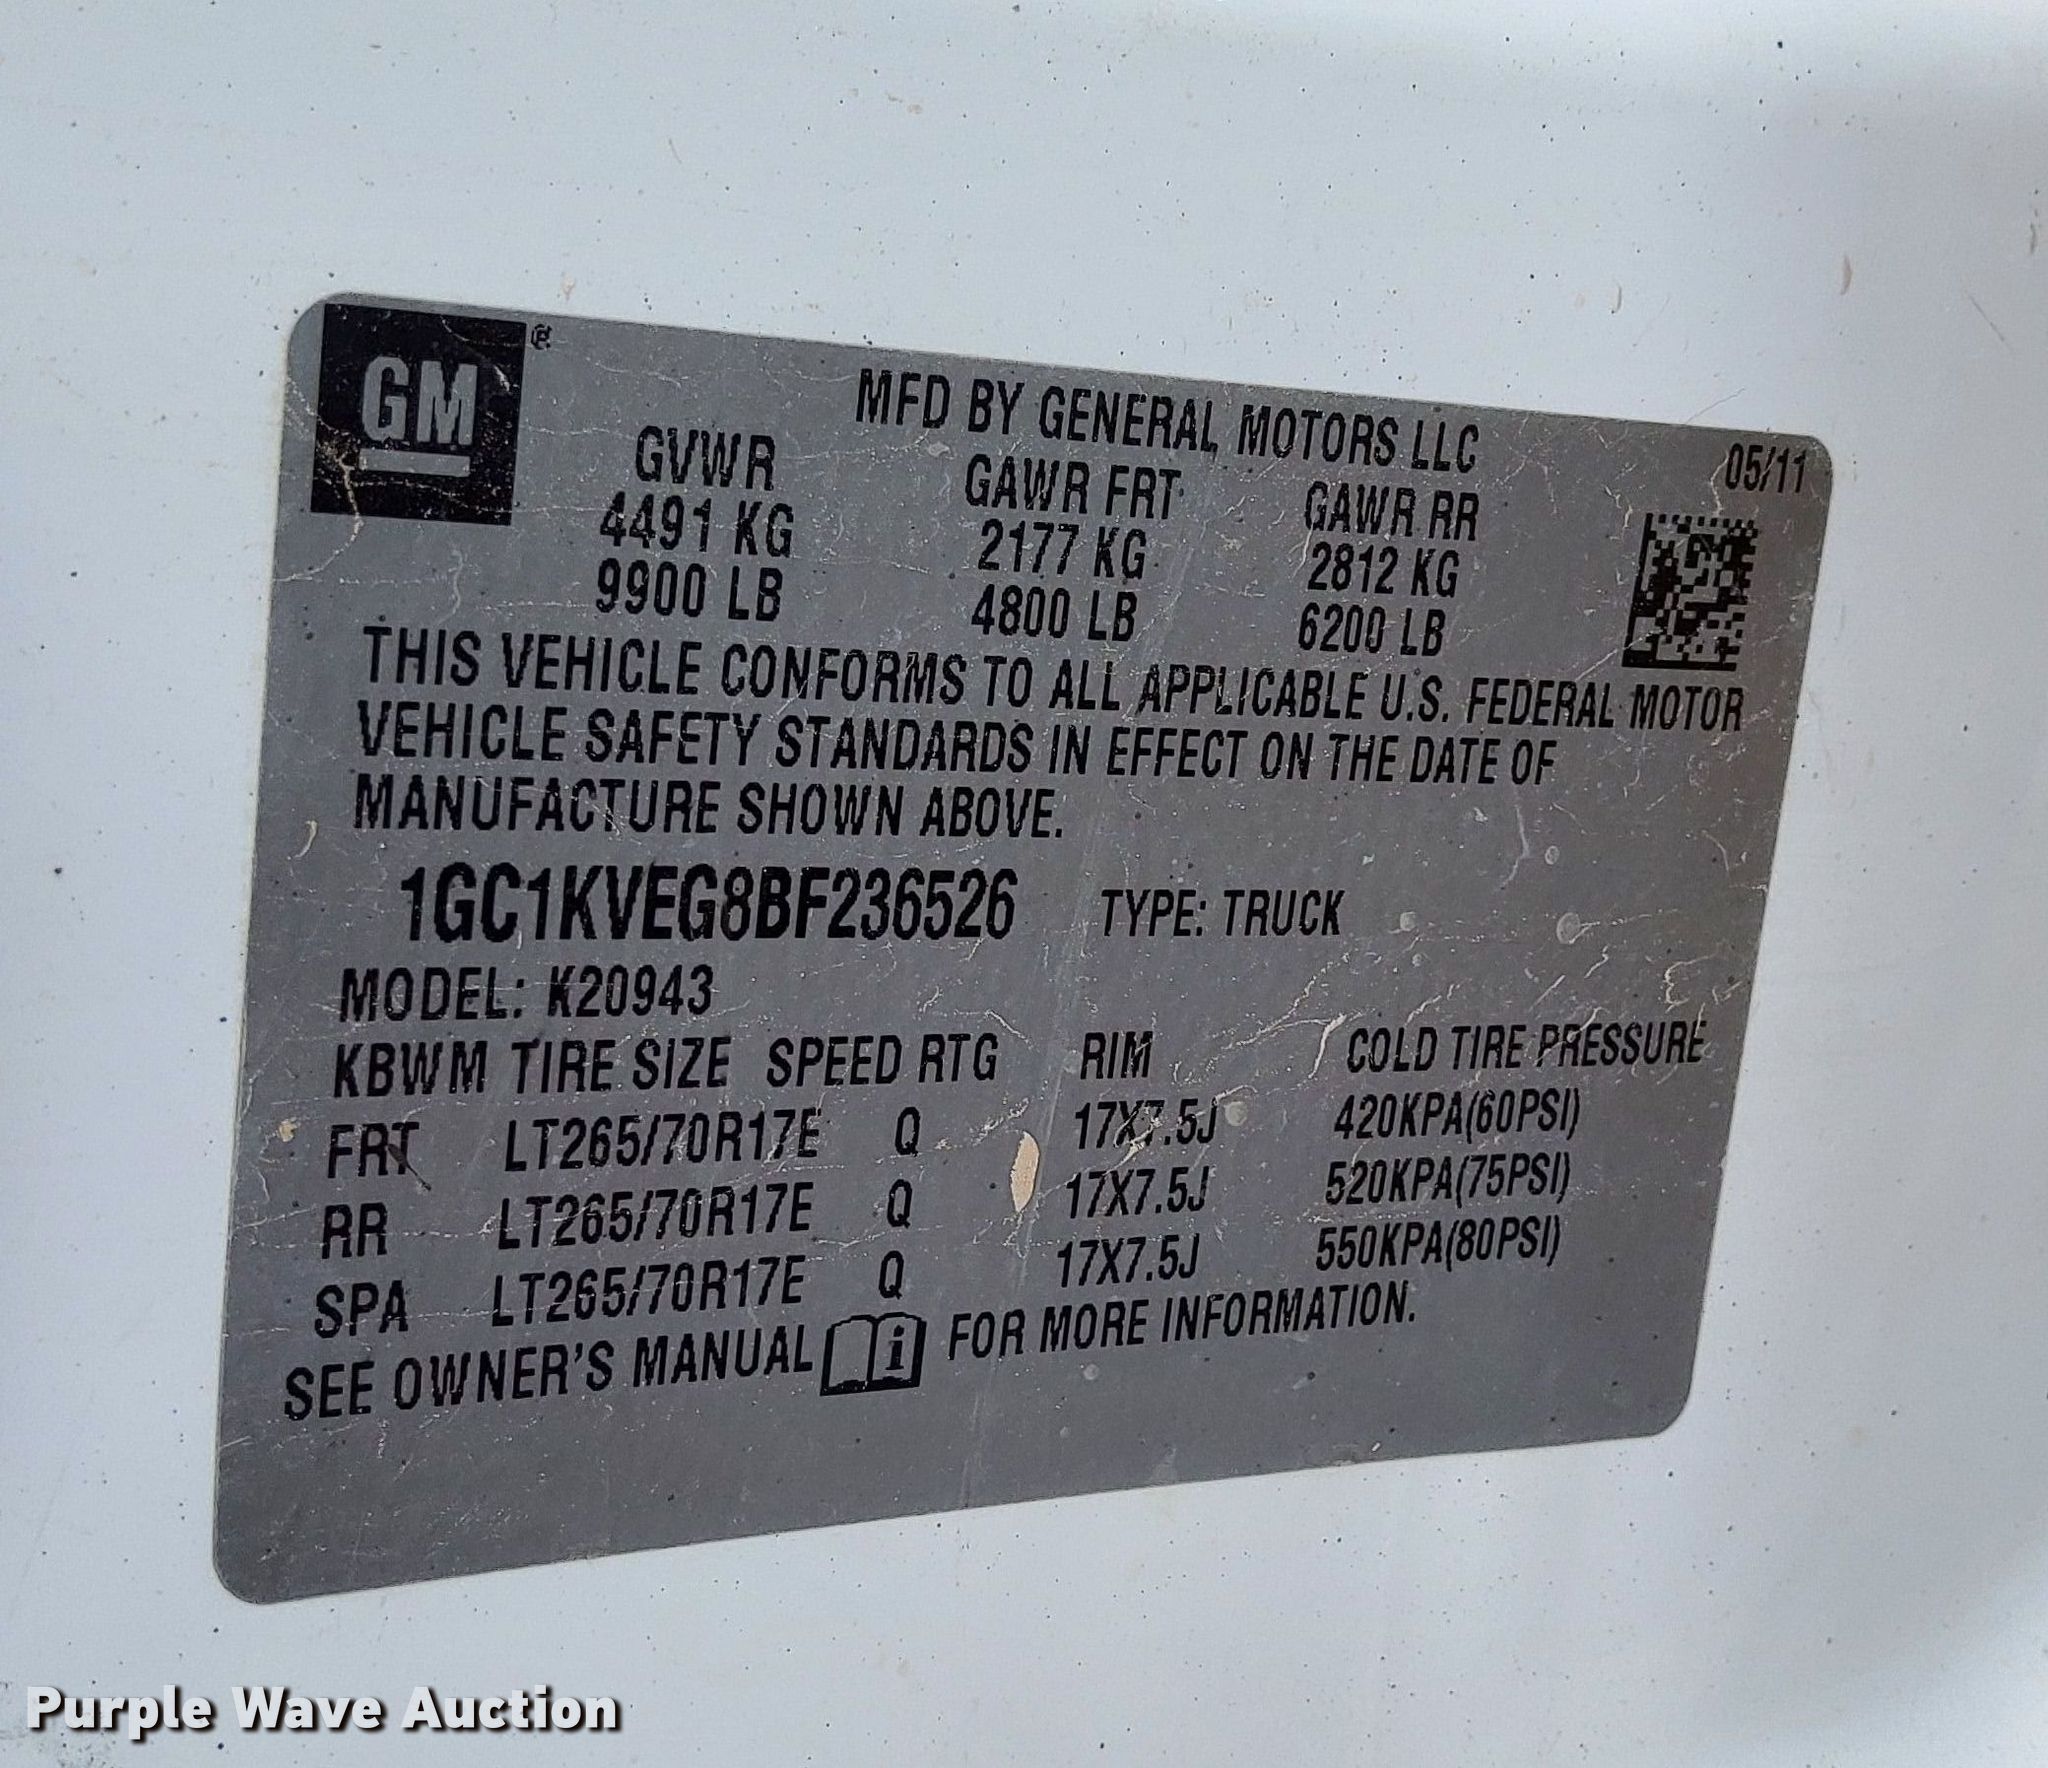 GM ®
MFD BY GENERAL MOTORS LLC 05/11
GVWR GAWR FRT GAWR RR
4491 KG 2177 KG 2812 KG
9900 LB 4800 LB 6200 LB
THIS VEHICLE CONFORMS TO ALL APPLICABLE U.S. FEDERAL MOTOR
VEHICLE SAFETY STANDARDS IN EFFECT ON THE DATE OF
MANUFACTURE SHOWN ABOVE.
1GC1KVEG8BF236526 TYPE: TRUCK
MODEL: K20943
KBWM TIRE SIZE SPEED RTG RIM COLD TIRE PRESSURE
FRT LT265/70R17E Q 17X7.5J 420KPA(60PSI)
RR LT265/70R17E Q 17X7.5J 520KPA(75PSI)
SPA LT265/70R17E Q 17X7.5J 550KPA(80PSI)
SEE OWNER'S MANUAL i FOR MORE INFORMATION.
Purple Wave Auction